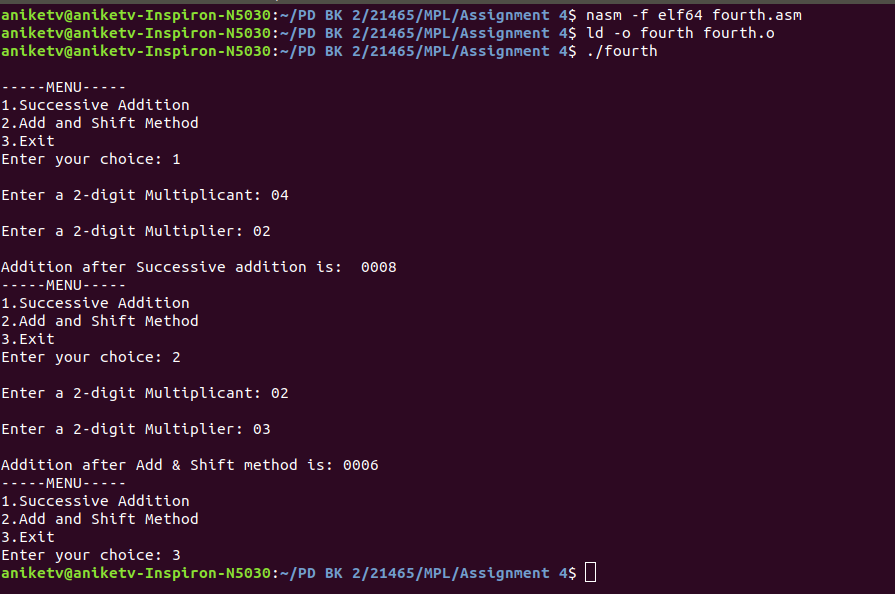 aniketv@aniketv-Inspiron-N5030:~/PD BK 2/21465/MPL/Assignment 4$ nasm -f elf64 fourth.asm
aniketv@aniketv-Inspiron-N5030:~/PD BK 2/21465/MPL/Assignment 4$ ld -o fourth fourth.o
aniketv@aniketv-Inspiron-N5030:~/PD BK 2/21465/MPL/Assignment 4$ ./fourth
-----MENU-----
1.Successive Addition
2.Add and Shift Method
3.Exit
Enter your choice: 1
Enter a 2-digit Multiplicant: 04
Enter a 2-digit Multiplier: 02
Addition after Successive addition is:  0008
-----MENU-----
1.Successive Addition
2.Add and Shift Method
3.Exit
Enter your choice: 2
Enter a 2-digit Multiplicant: 02
Enter a 2-digit Multiplier: 03
Addition after Add & Shift method is: 0006
-----MENU-----
1.Successive Addition
2.Add and Shift Method
3.Exit
Enter your choice: 3
aniketv@aniketv-Inspiron-N5030:~/PD BK 2/21465/MPL/Assignment 4$